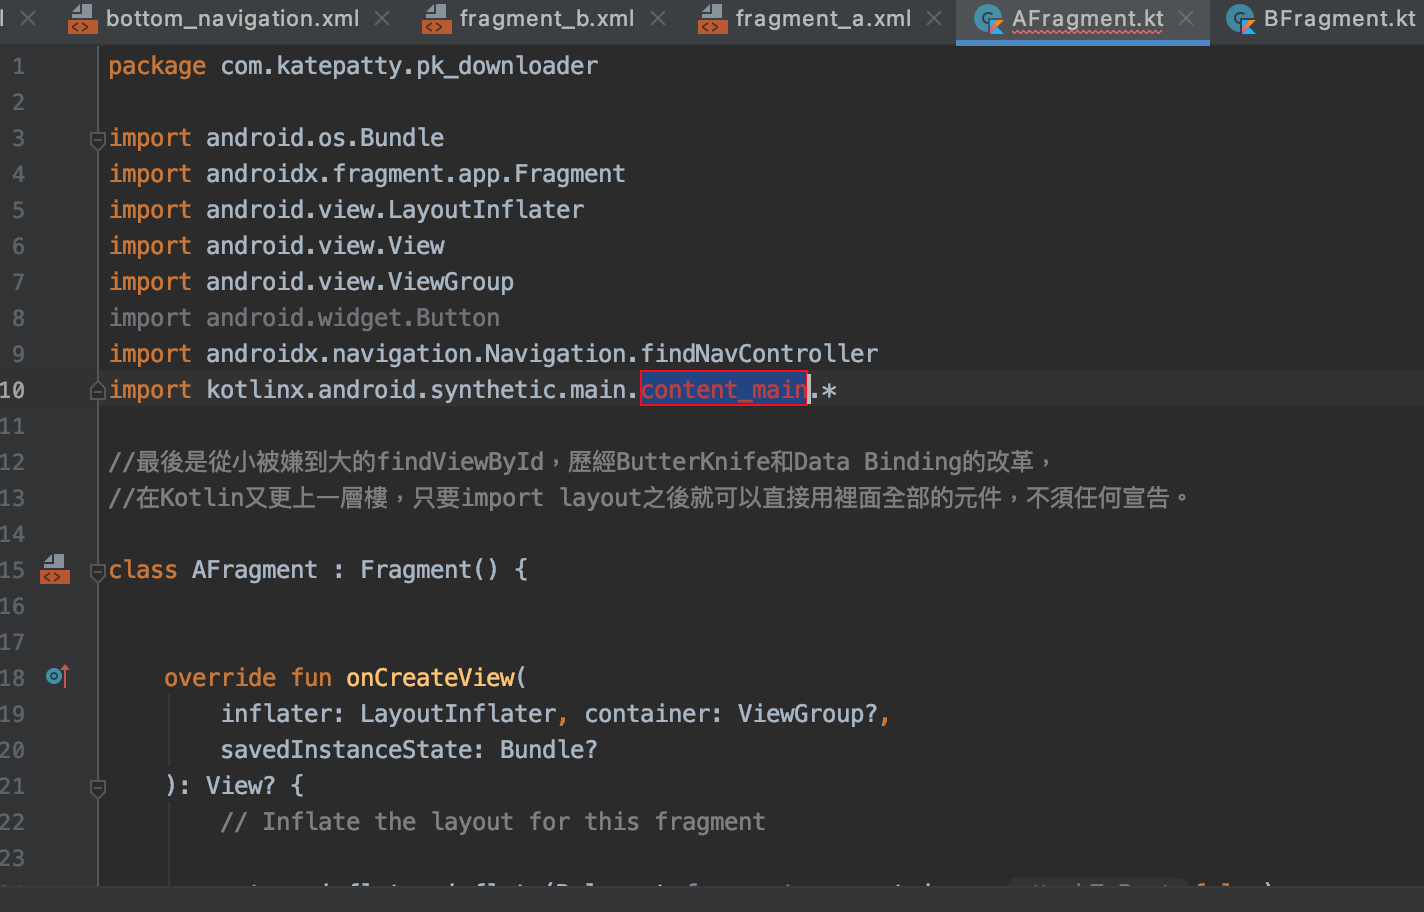 bottom_navigation.xml fragment_b.xml fragment_a.xml AFragment.kt BFragment.kt
1 package com.katepatty.pk_downloader
2
3 import android.os.Bundle
4 import androidx.fragment.app.Fragment
5 import android.view.LayoutInflater
6 import android.view.View
7 import android.view.ViewGroup
8 import android.widget.Button
9 import androidx.navigation.Navigation.findNavController
10 import kotlinx.android.synthetic.main.content_main.*
11
12 //最後是從小被嫌到大的findViewById，歷經ButterKnife和Data Binding的改革，
13 //在Kotlin又更上一層樓，只要import layout之後就可以直接用裡面全部的元件，不須任何宣告。
14
15 class AFragment : Fragment() {
16
17
18 override fun onCreateView(
19 inflater: LayoutInflater, container: ViewGroup?,
20 savedInstanceState: Bundle?
21 ): View? {
22 // Inflate the layout for this fragment
23